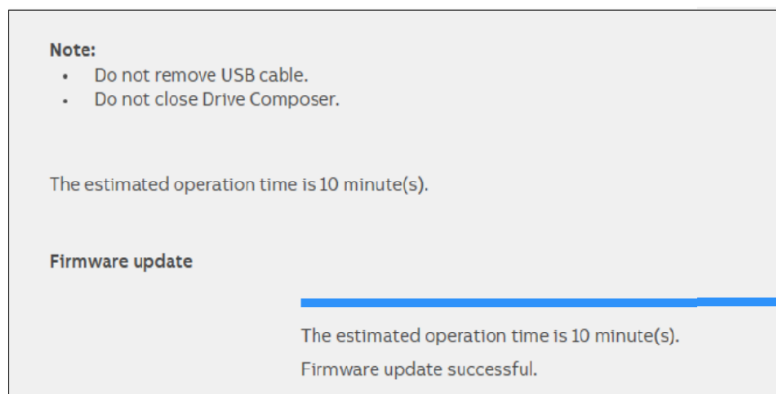 Note:
• Do not remove USB cable.
• Do not close Drive Composer.
The estimated operation time is 10 minute(s).
Firmware update
The estimated operation time is 10 minute(s).
Firmware update successful.